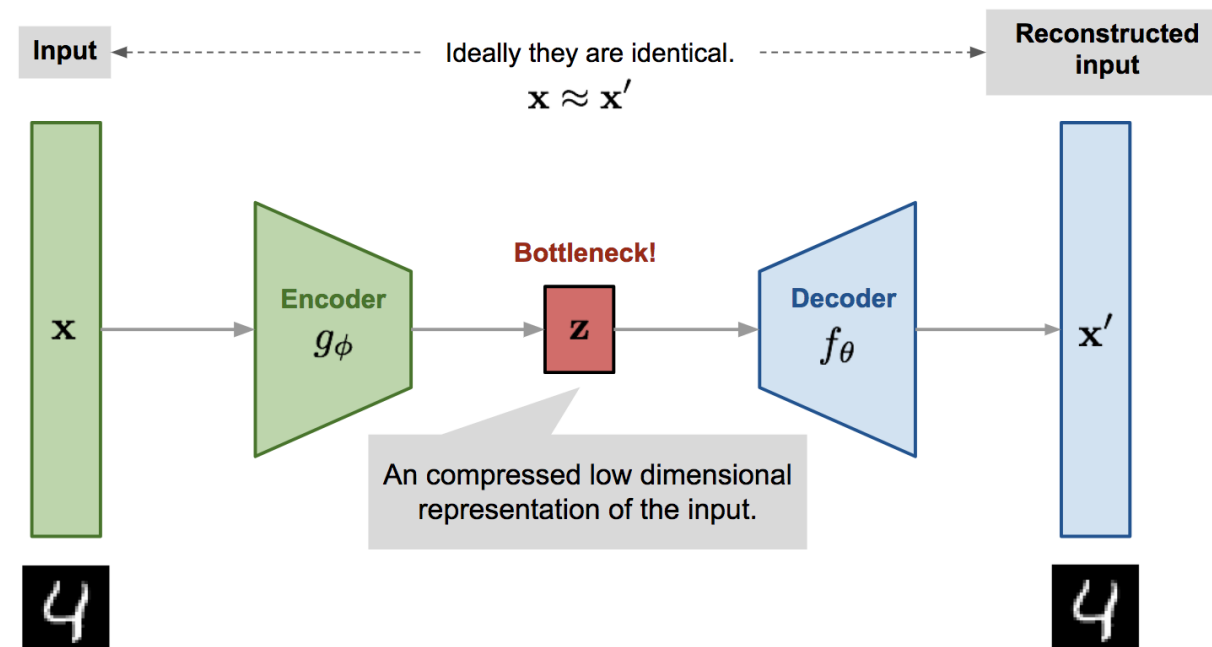 Input
Ideally they are identical.
x ≈ x′
Reconstructed
input
x
Encoder
gϕ
Bottleneck!
z
Decoder
fθ
x′
An compressed low dimensional
representation of the input.
4
4